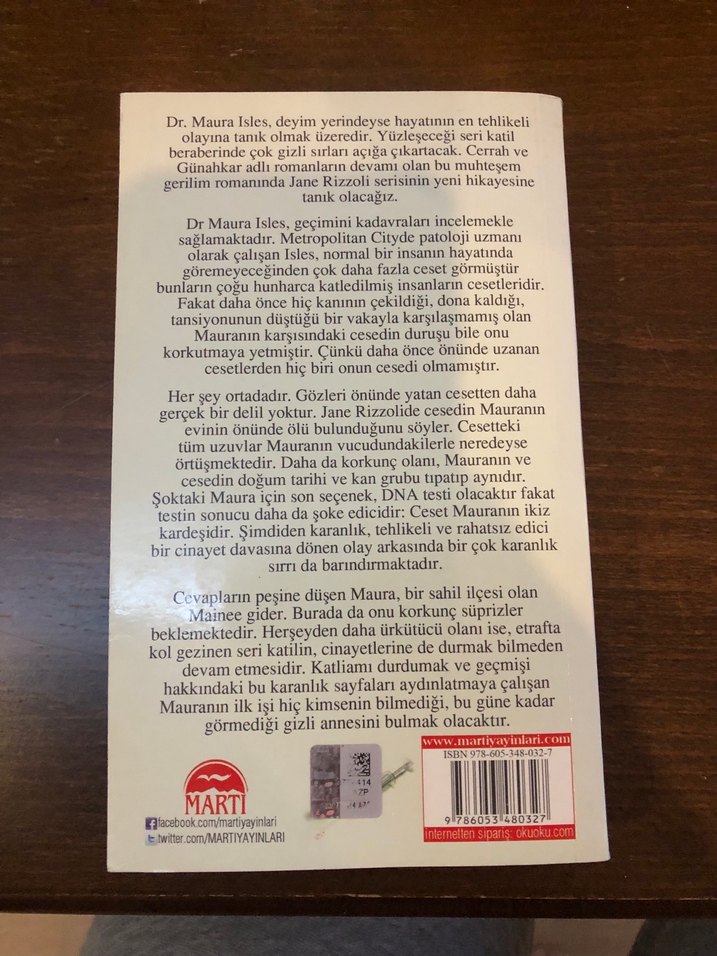 Dr. Maura Isles, deyim yerindeyse hayatının en tehlikeli
olayına tanık olmak üzeredir. Yüzleşeceği seri katil
beraberinde çok gizli sırları açığa çıkartacak. Cerrah ve
Günahkar adlı romanların devamı olan bu muhteşem
gerilim romanında Jane Rizzoli serisinin yeni hikayesine
tanık olacağız.
Dr Maura Isles, geçimini kadavraları incelemekle
sağlamaktadır. Metropolitan Cityde patoloji uzmanı
olarak çalışan Isles, normal bir insanın hayatında
göremeyeceğinden çok daha fazla ceset görmüştür
bunların çoğu hunharca katledilmiş insanların cesetleridir.
Fakat daha önce hiç kanının çekildiği, dona kaldığı,
tansiyonunun düştüğü bir vakayla karşılaşmamış olan
Mauranın karşısındaki cesedin duruşu bile onu
korkutmaya yetmiştir. Çünkü daha önce önünde uzanan
cesetlerden hiç biri onun cesedi olmamıştır.
Her şey ortadadır. Gözleri önünde yatan cesetten daha
gerçek bir delil yoktur. Jane Rizzolide cesedin Mauranın
evinin önünde ölü bulunduğunu söyler. Cesetteki
tüm uzuvlar Mauranın vucudundakilerle neredeyse
örtüşmektedir. Daha da korkunç olanı, Mauranın ve
cesedin doğum tarihi ve kan grubu tıpatıp aynıdır.
Şoktaki Maura için son seçenek, DNA testi olacaktır fakat
testin sonucu daha da şoke edicidir: Ceset Mauranın ikiz
kardeşidir. Şimdiden karanlık, tehlikeli ve rahatsız edici
bir cinayet davasına dönen olay arkasında bir çok karanlık
sırrı da barındırmaktadır.
Cevapların peşine düşen Maura, bir sahil ilçesi olan
Mainee gider. Burada da onu korkunç süprizler
beklemektedir. Herşeyden daha ürkütücü olanı ise, etrafta
kol gezinen seri katilin, cinayetlerine de durmak bilmeden
devam etmesidir. Katliamı durdumak ve geçmişi
hakkındaki bu karanlık sayfaları aydınlatmaya çalışan
Mauranın ilk işi hiç kimsenin bilmediği, bu güne kadar
görmediği gizli annesini bulmak olacaktır.
MARTI
facebook.com/martiyayinlari
twitter.com/MARTIYAYINLARI
AZP
www.martiyayinlari.com
ISBN 978-605-348-032-7
9 786053 480327
internetten sipariş: okuoku.com